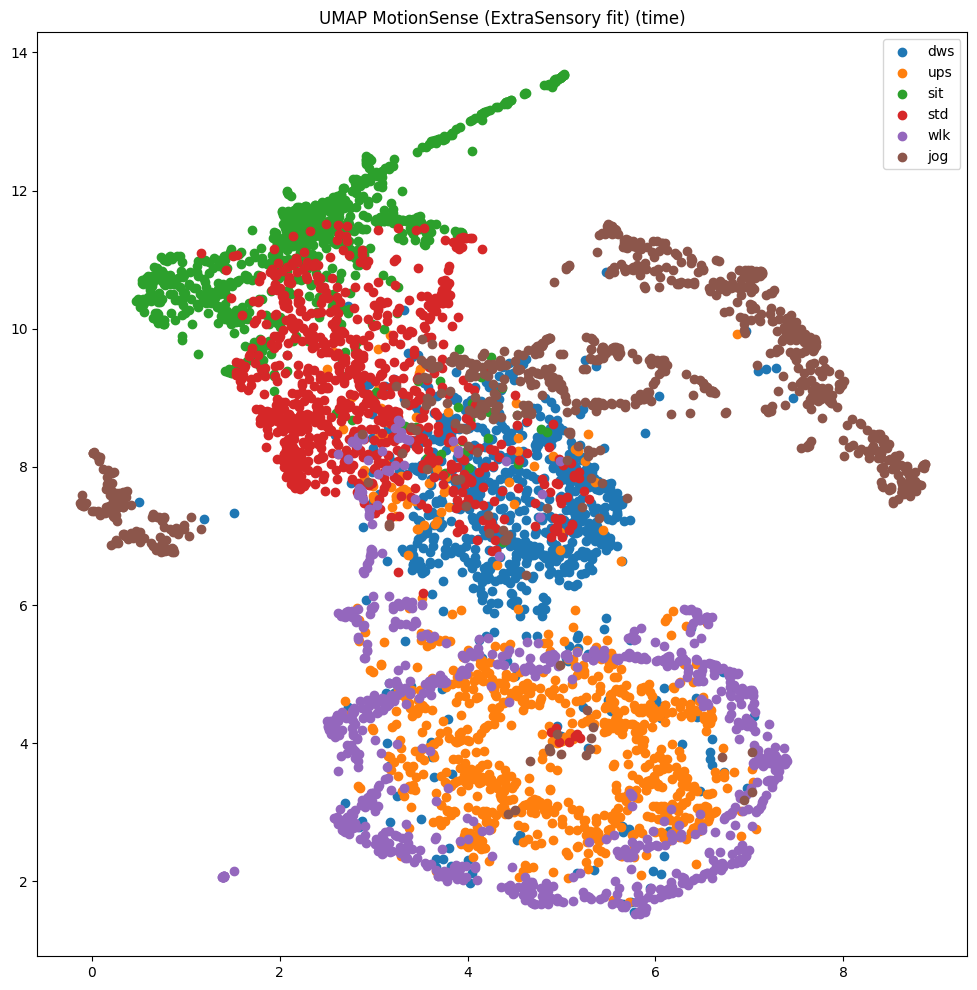 UMAP MotionSense (ExtraSensory fit) (time)
dws
ups
sit
std
wlk
jog
14
12
10
8
6
4
2
0 2 4 6 8